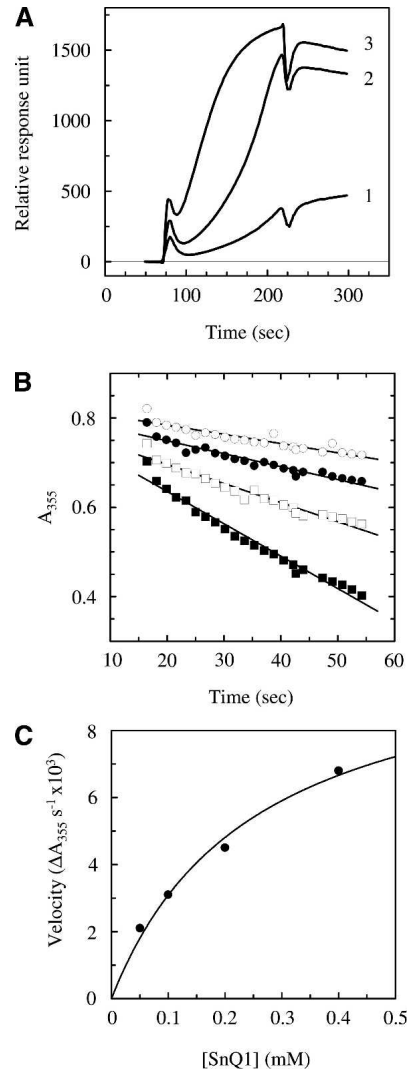 A
Relative response unit
1500
1000
500
0
3
2
1
0 100 200 300
Time (sec)
B
A355
0.8
0.6
0.4
10 20 30 40 50 60
Time (sec)
C
Velocity (ΔA355 s-1 x103)
8
6
4
2
0
0 0.1 0.2 0.3 0.4 0.5
[SnQ1] (mM)